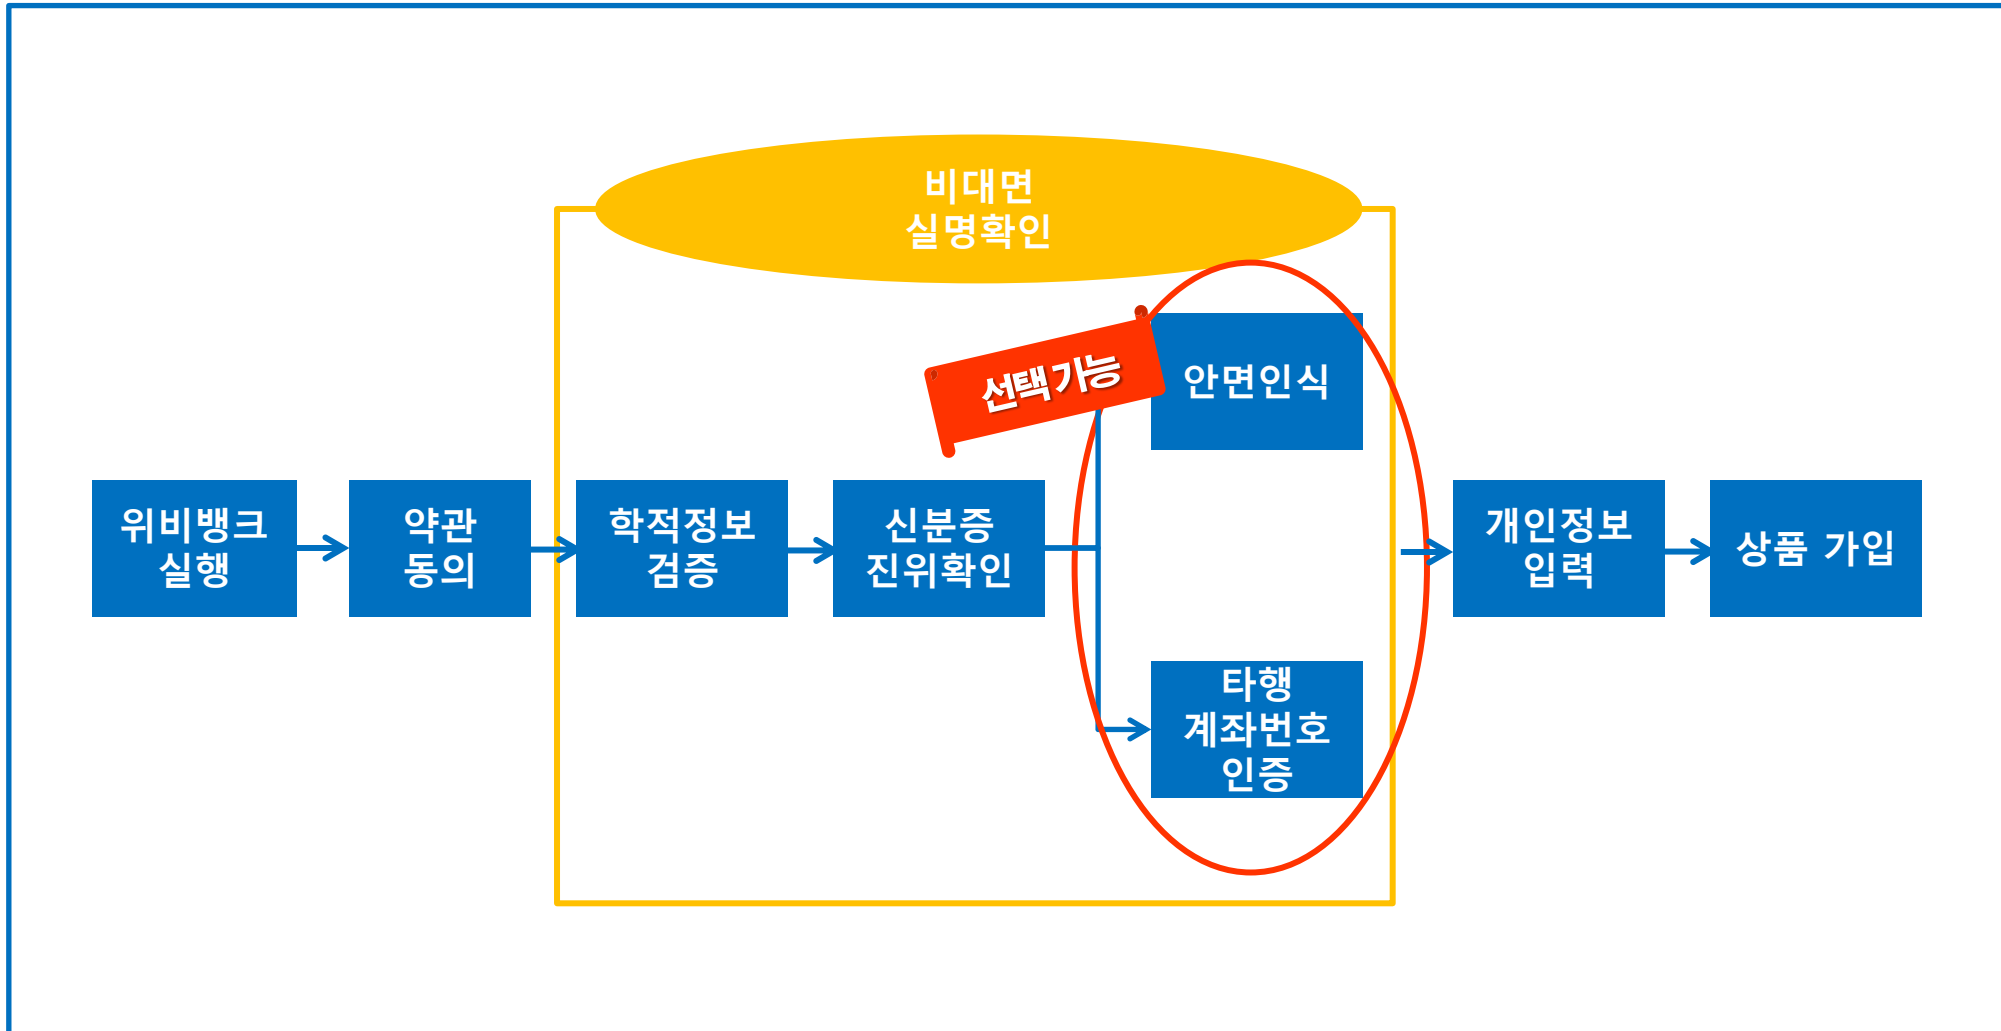 비대면
실명확인
선택 가능
안면인식
위비뱅크
실행
약관
동의
학적정보
검증
신분증
진위확인
개인정보
입력
상품 가입
타행
계좌번호
인증